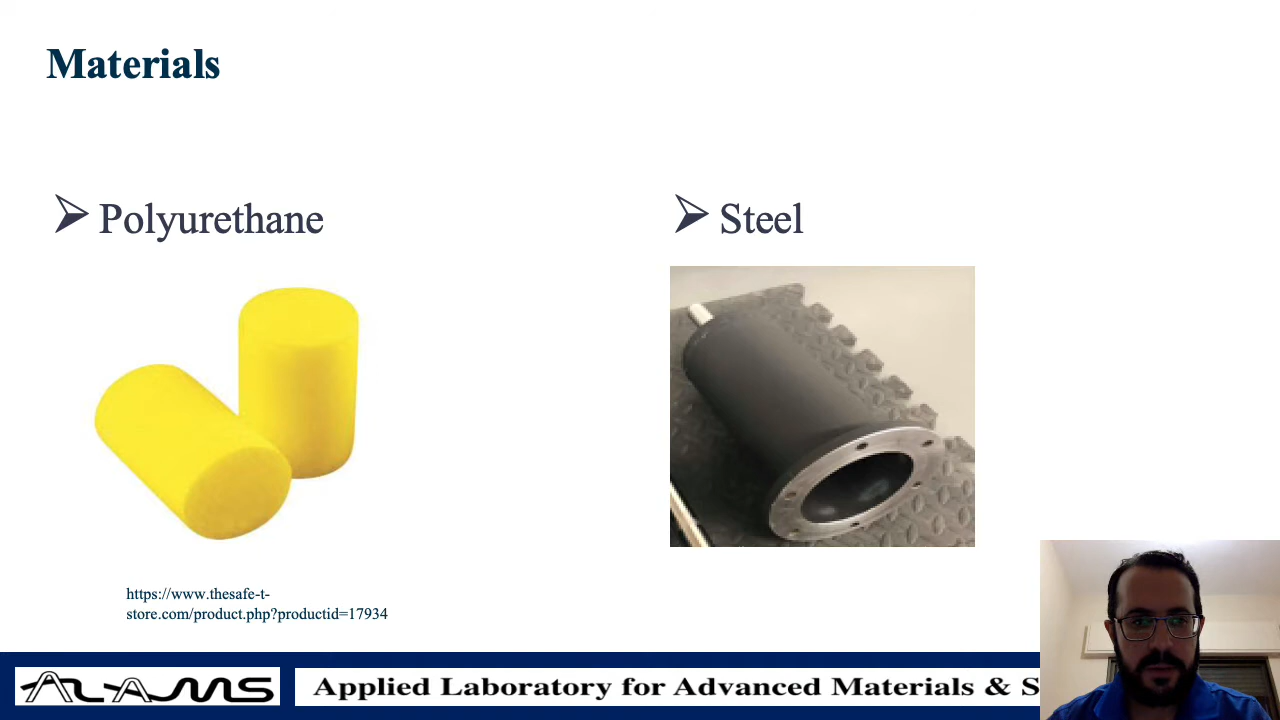 Materials
➢ Polyurethane
➢ Steel
https://www.thesafe-t-
store.com/product.php?productid=17934
ALAMS
Applied Laboratory for Advanced Materials & S